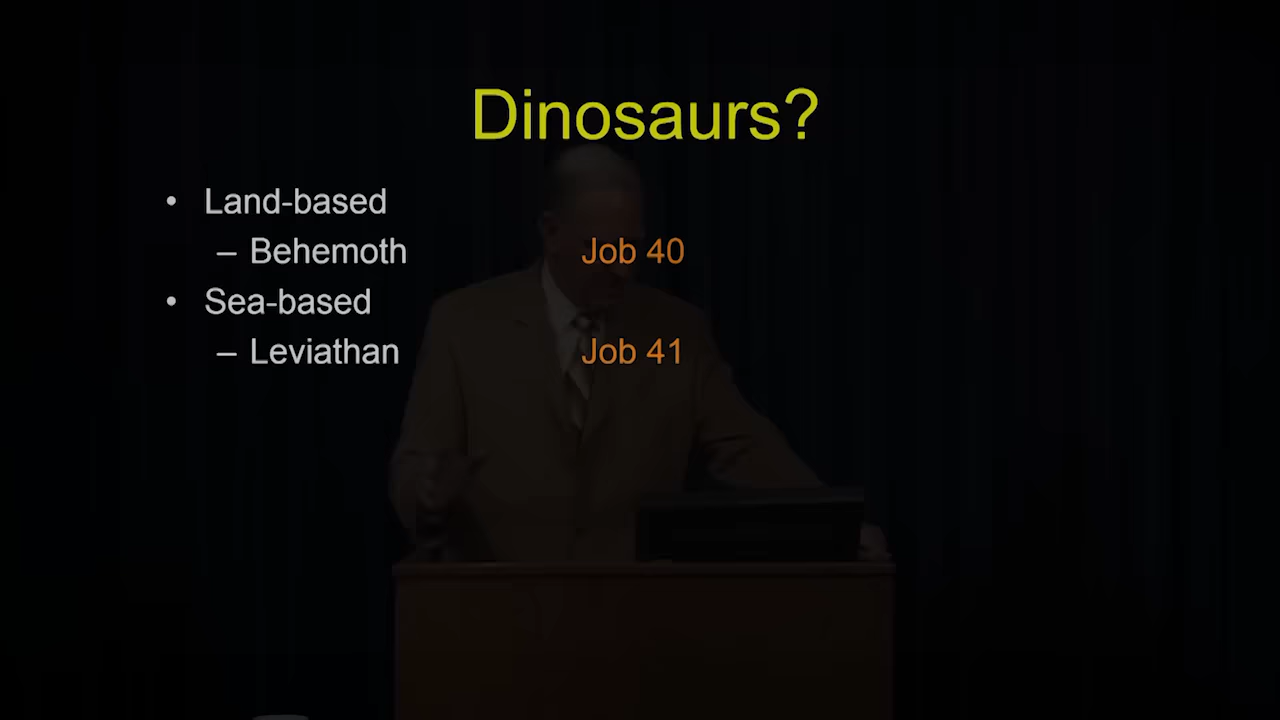 Dinosaurs?
• Land-based
– Behemoth Job 40
• Sea-based
– Leviathan Job 41